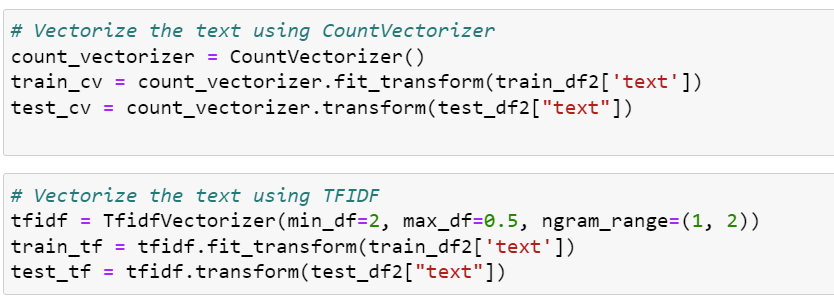 # Vectorize the text using CountVectorizer
count_vectorizer = CountVectorizer()
train_cv = count_vectorizer.fit_transform(train_df2['text'])
test_cv = count_vectorizer.transform(test_df2["text"])
# Vectorize the text using TFIDF
tfidf = TfidfVectorizer(min_df=2, max_df=0.5, ngram_range=(1, 2))
train_tf = tfidf.fit_transform(train_df2['text'])
test_tf = tfidf.transform(test_df2["text"])